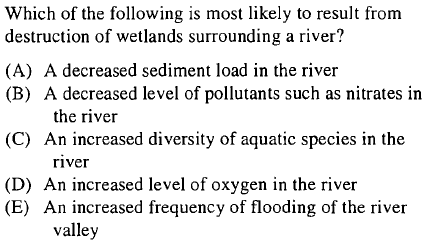 Which of the following is most likely to result from
destruction of wetlands surrounding a river?
(A) A decreased sediment load in the river
(B) A decreased level of pollutants such as nitrates in
the river
(C) An increased diversity of aquatic species in the
river
(D) An increased level of oxygen in the river
(E) An increased frequency of flooding of the river
valley